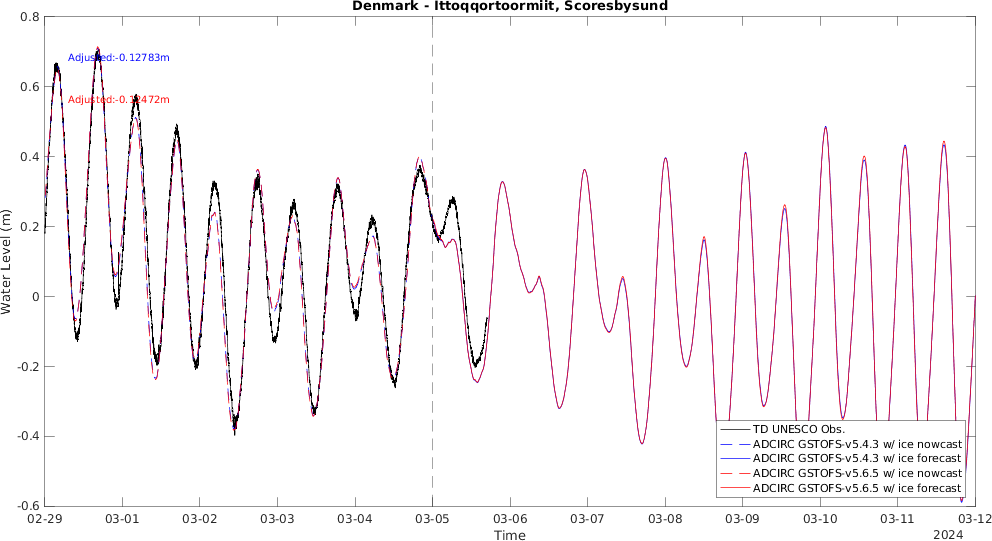 Denmark - Ittoqqortoormiit, Scoresbysund
Adjusted:-0.12783m
Adjusted:-0.12472m
Water Level (m)
0.8
0.6
0.4
0.2
0
-0.2
-0.4
-0.6
TD UNESCO Obs.
ADCIRC GSTOFS-v5.4.3 w/ ice nowcast
ADCIRC GSTOFS-v5.4.3 w/ ice forecast
ADCIRC GSTOFS-v5.6.5 w/ ice nowcast
ADCIRC GSTOFS-v5.6.5 w/ ice forecast
02-29 03-01 03-02 03-03 03-04 03-05 03-06 03-07 03-08 03-09 03-10 03-11 03-12
Time
2024